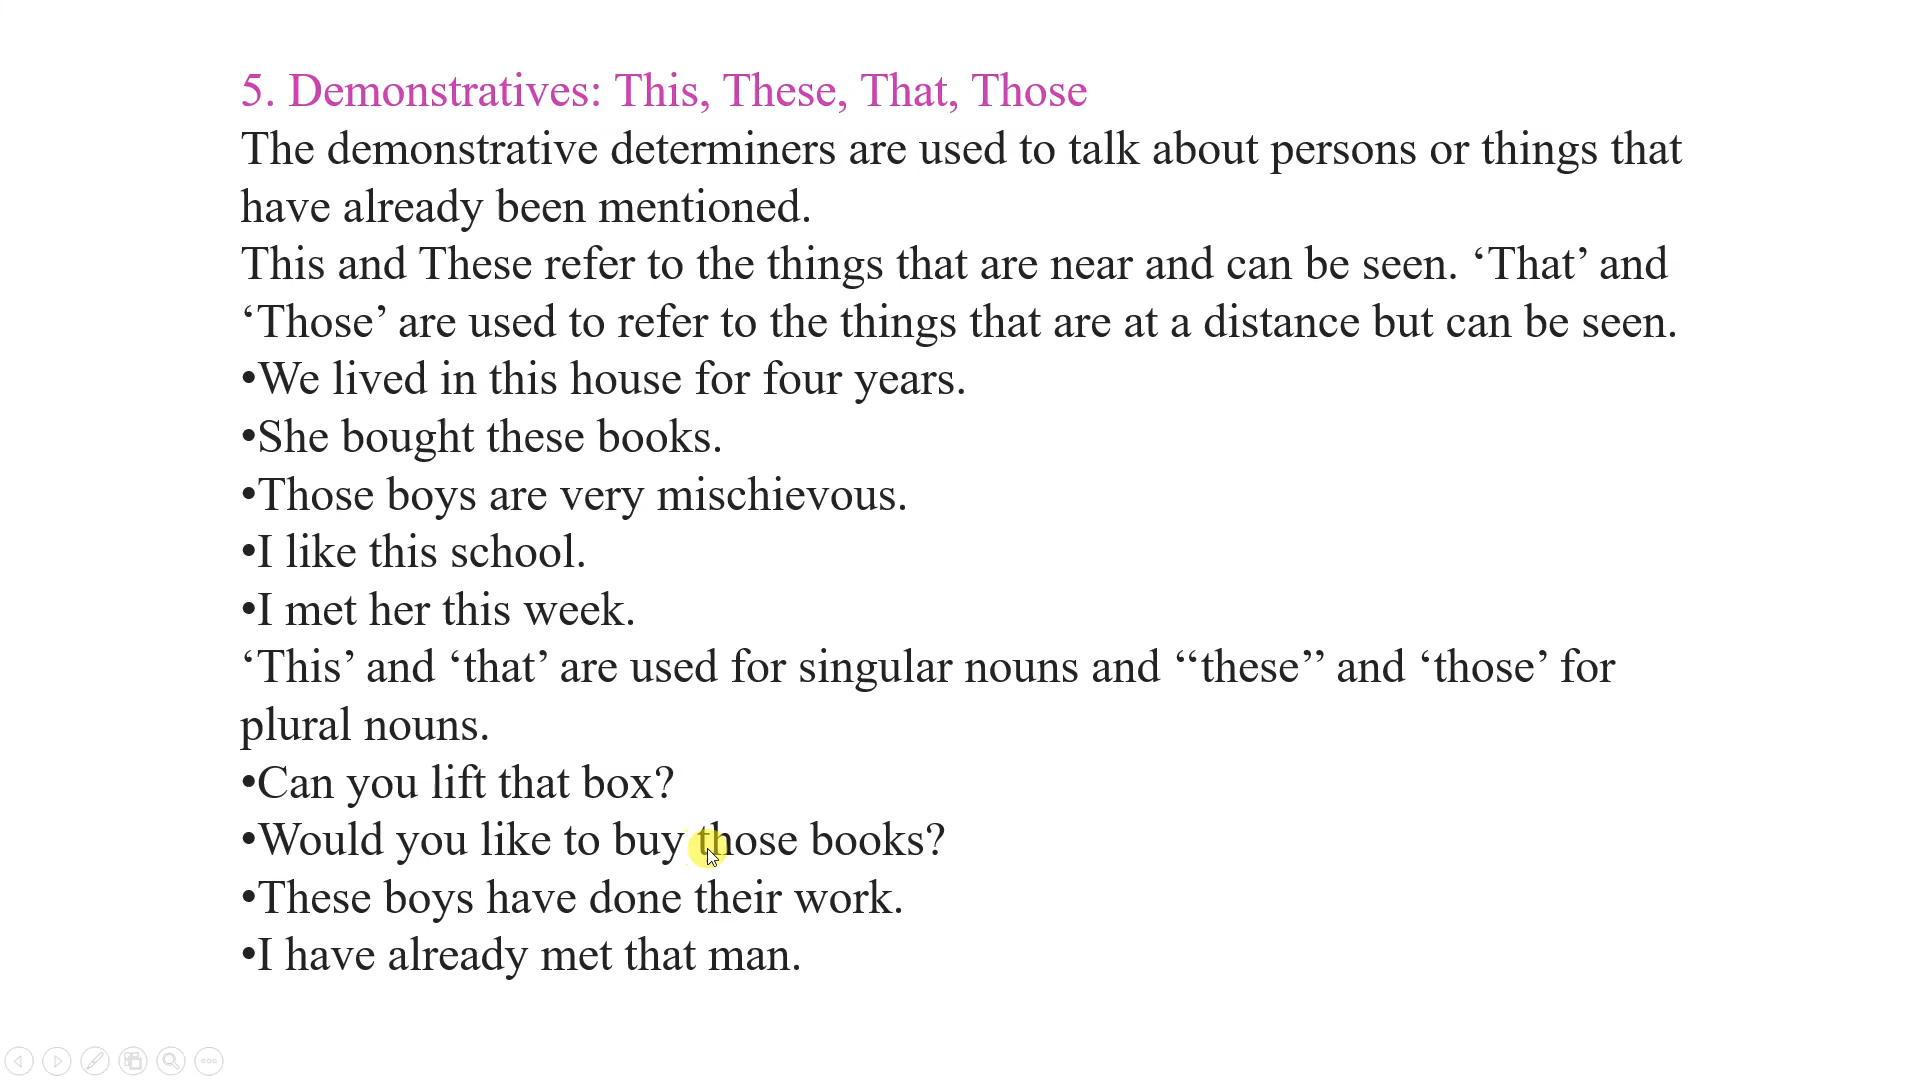 5. Demonstratives: This, These, That, Those
The demonstrative determiners are used to talk about persons or things that
have already been mentioned.
This and These refer to the things that are near and can be seen. ‘That’ and
‘Those’ are used to refer to the things that are at a distance but can be seen.
•We lived in this house for four years.
•She bought these books.
•Those boys are very mischievous.
•I like this school.
•I met her this week.
‘This’ and ‘that’ are used for singular nouns and ‘‘these’’ and ‘those’ for
plural nouns.
•Can you lift that box?
•Would you like to buy those books?
•These boys have done their work.
•I have already met that man.